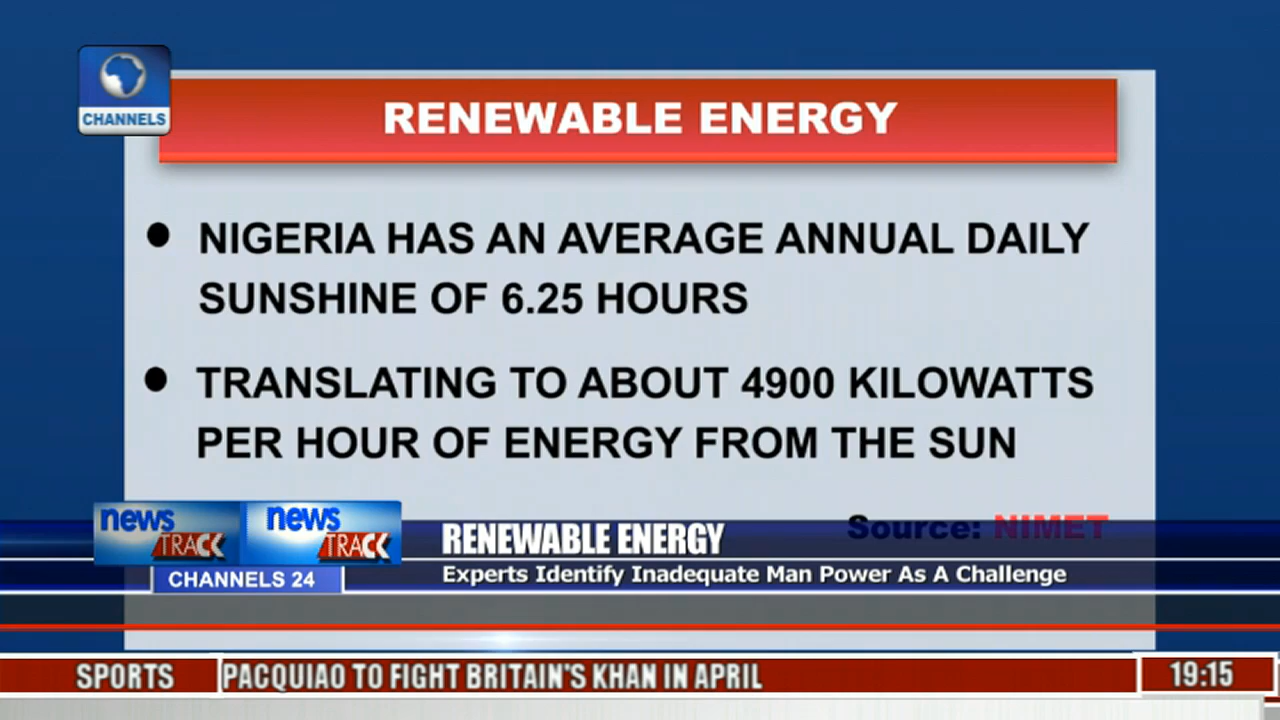 CHANNELS
RENEWABLE ENERGY
NIGERIA HAS AN AVERAGE ANNUAL DAILY
SUNSHINE OF 6.25 HOURS
TRANSLATING TO ABOUT 4900 KILOWATTS
PER HOUR OF ENERGY FROM THE SUN
Source: NIMET
news TRACK news TRACK
CHANNELS 24
RENEWABLE ENERGY
Experts Identify Inadequate Man Power As A Challenge
SPORTS PACQUIAO TO FIGHT BRITAIN'S KHAN IN APRIL 19:15